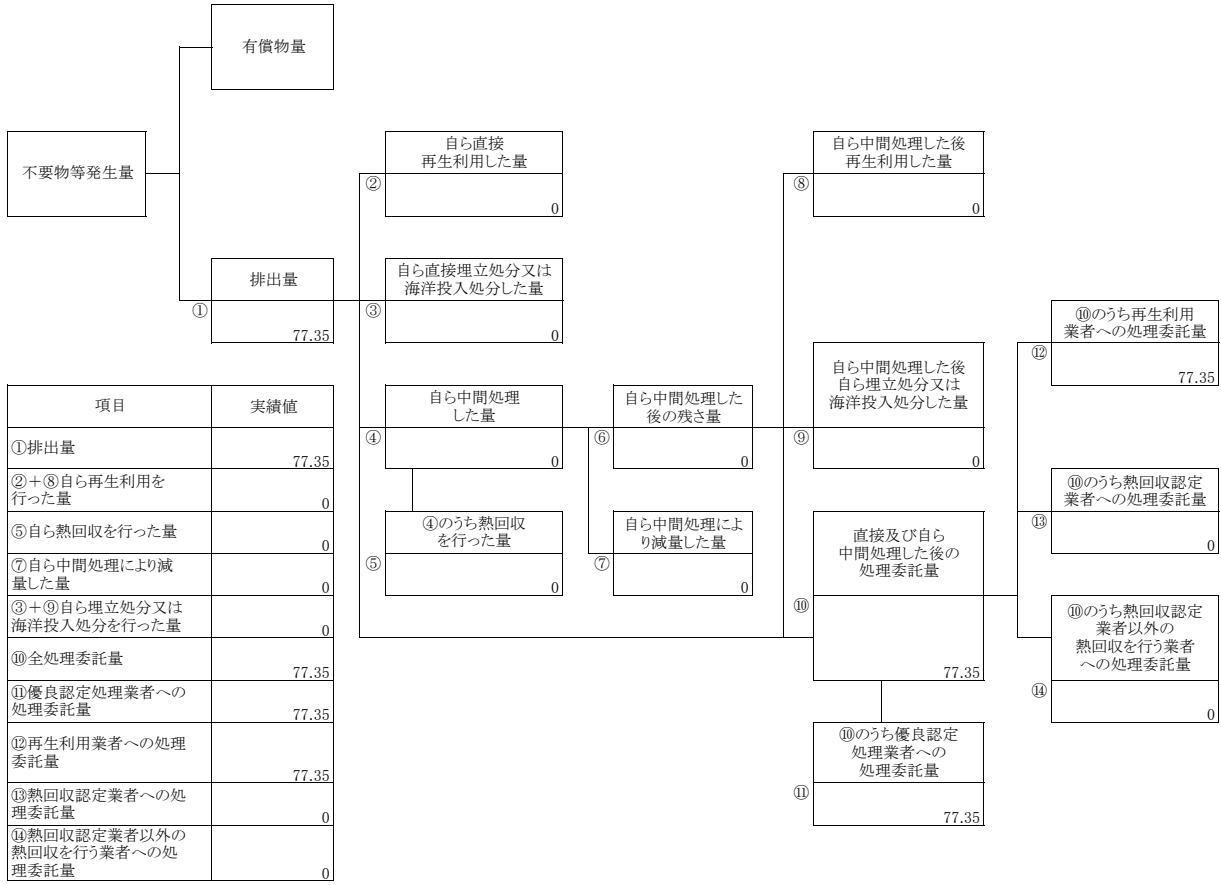 有償物量
不要物等発生量
排出量
①
77.35
自ら直接
再生利用した量
②
0
自ら直接埋立処分又は
海洋投入処分した量
③
0
自ら中間処理
した量
④
0
④のうち熱回収
を行った量
⑤
0
自ら中間処理した
後の残さ量
⑥
0
自ら中間処理によ
り減量した量
⑦
0
自ら中間処理した後
再生利用した量
⑧
0
自ら中間処理した後
自ら埋立処分又は
海洋投入処分した量
⑨
0
直接及び自ら
中間処理した後の
処理委託量
⑩
77.35
⑩のうち優良認定
処理業者への
処理委託量
⑪
77.35
⑩のうち再生利用
業者への処理委託量
⑫
77.35
⑩のうち熱回収認定
業者への処理委託量
⑬
0
⑩のうち熱回収認定
業者以外の
熱回収を行う業者
への処理委託量
⑭
0
項目 実績値
①排出量
77.35
②＋⑧自ら再生利用を
行った量
0
⑤自ら熱回収を行った量
0
⑦自ら中間処理により減
量した量
0
③＋⑨自ら埋立処分又は
海洋投入処分を行った量
0
⑩全処理委託量
77.35
⑪優良認定処理業者への
処理委託量
77.35
⑫再生利用業者への処理
委託量
77.35
⑬熱回収認定業者への処
理委託量
0
⑭熱回収認定業者以外の
熱回収を行う業者への処
理委託量
0